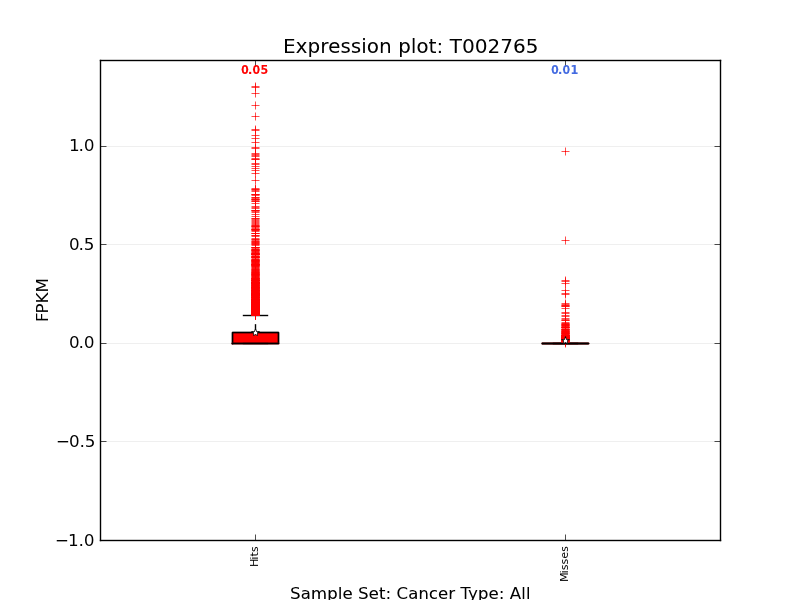 Expression plot: T002765
0.05 0.01
1.0
0.5
FPKM
0.0
−0.5
−1.0
Hits
Misses
Sample Set: Cancer Type: All